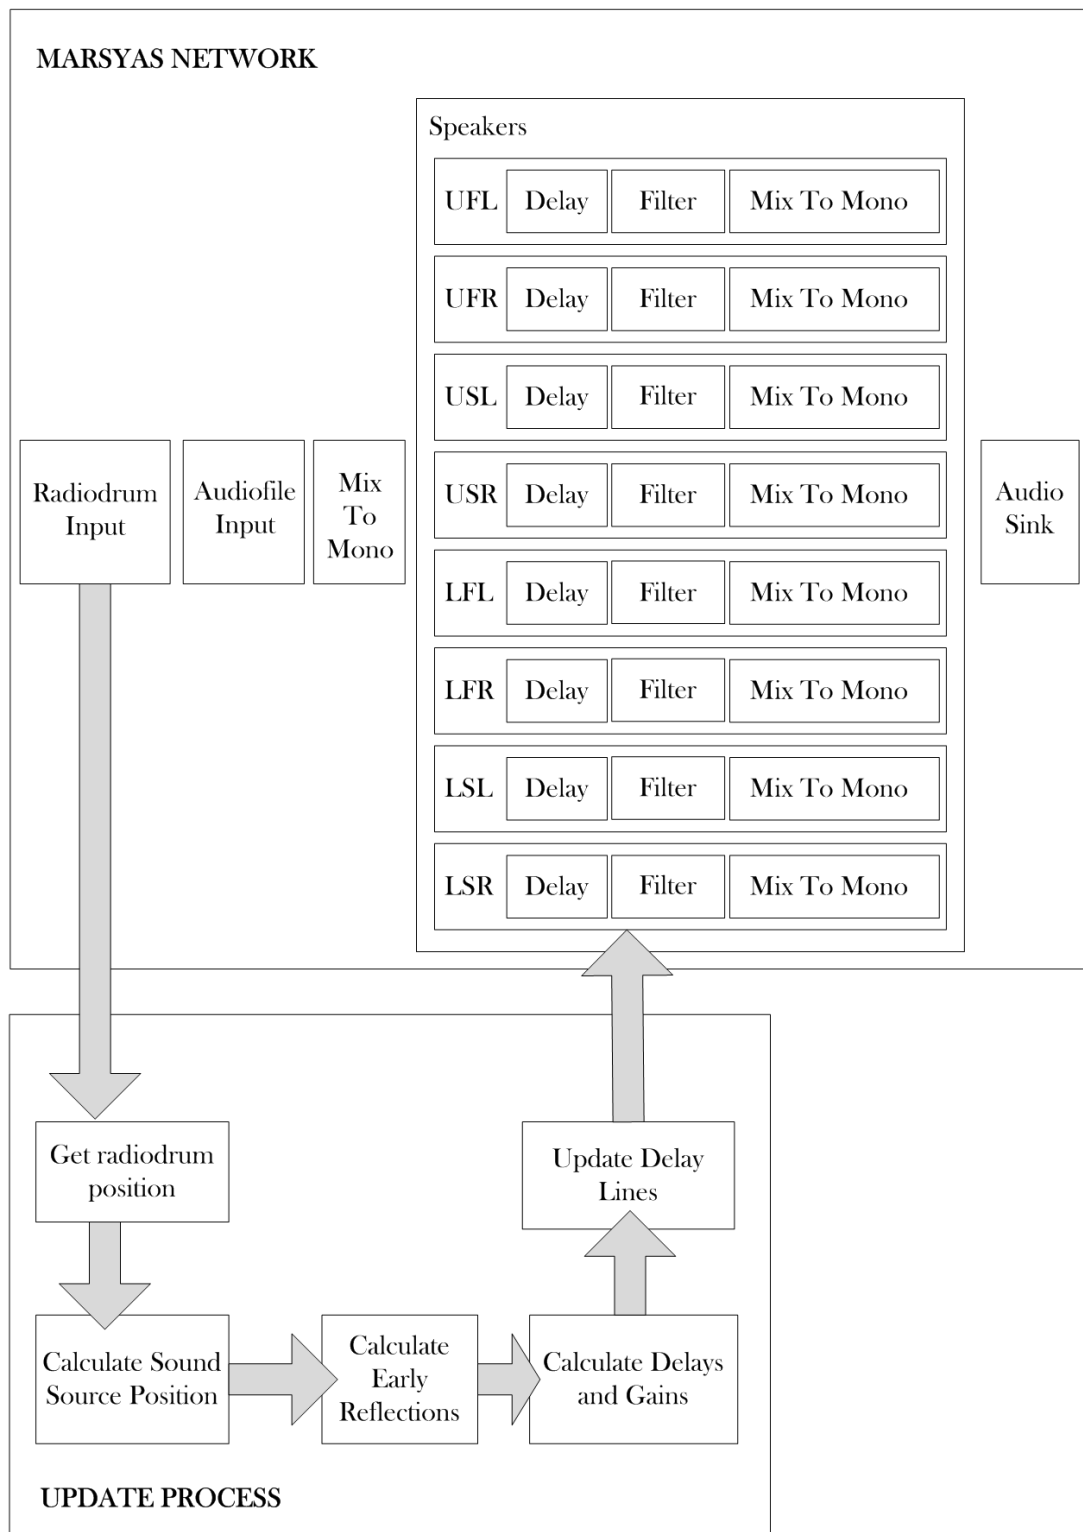 MARSYAS NETWORK
Speakers
UFL Delay Filter Mix To Mono
UFR Delay Filter Mix To Mono
USL Delay Filter Mix To Mono
USR Delay Filter Mix To Mono
LFL Delay Filter Mix To Mono
LFR Delay Filter Mix To Mono
LSL Delay Filter Mix To Mono
LSR Delay Filter Mix To Mono
Radiodrum
Input
Audiofile
Input
Mix
To
Mono
Audio
Sink
Get radiodrum
position
Update Delay
Lines
Calculate Sound
Source Position
Calculate
Early
Reflections
Calculate Delays
and Gains
UPDATE PROCESS